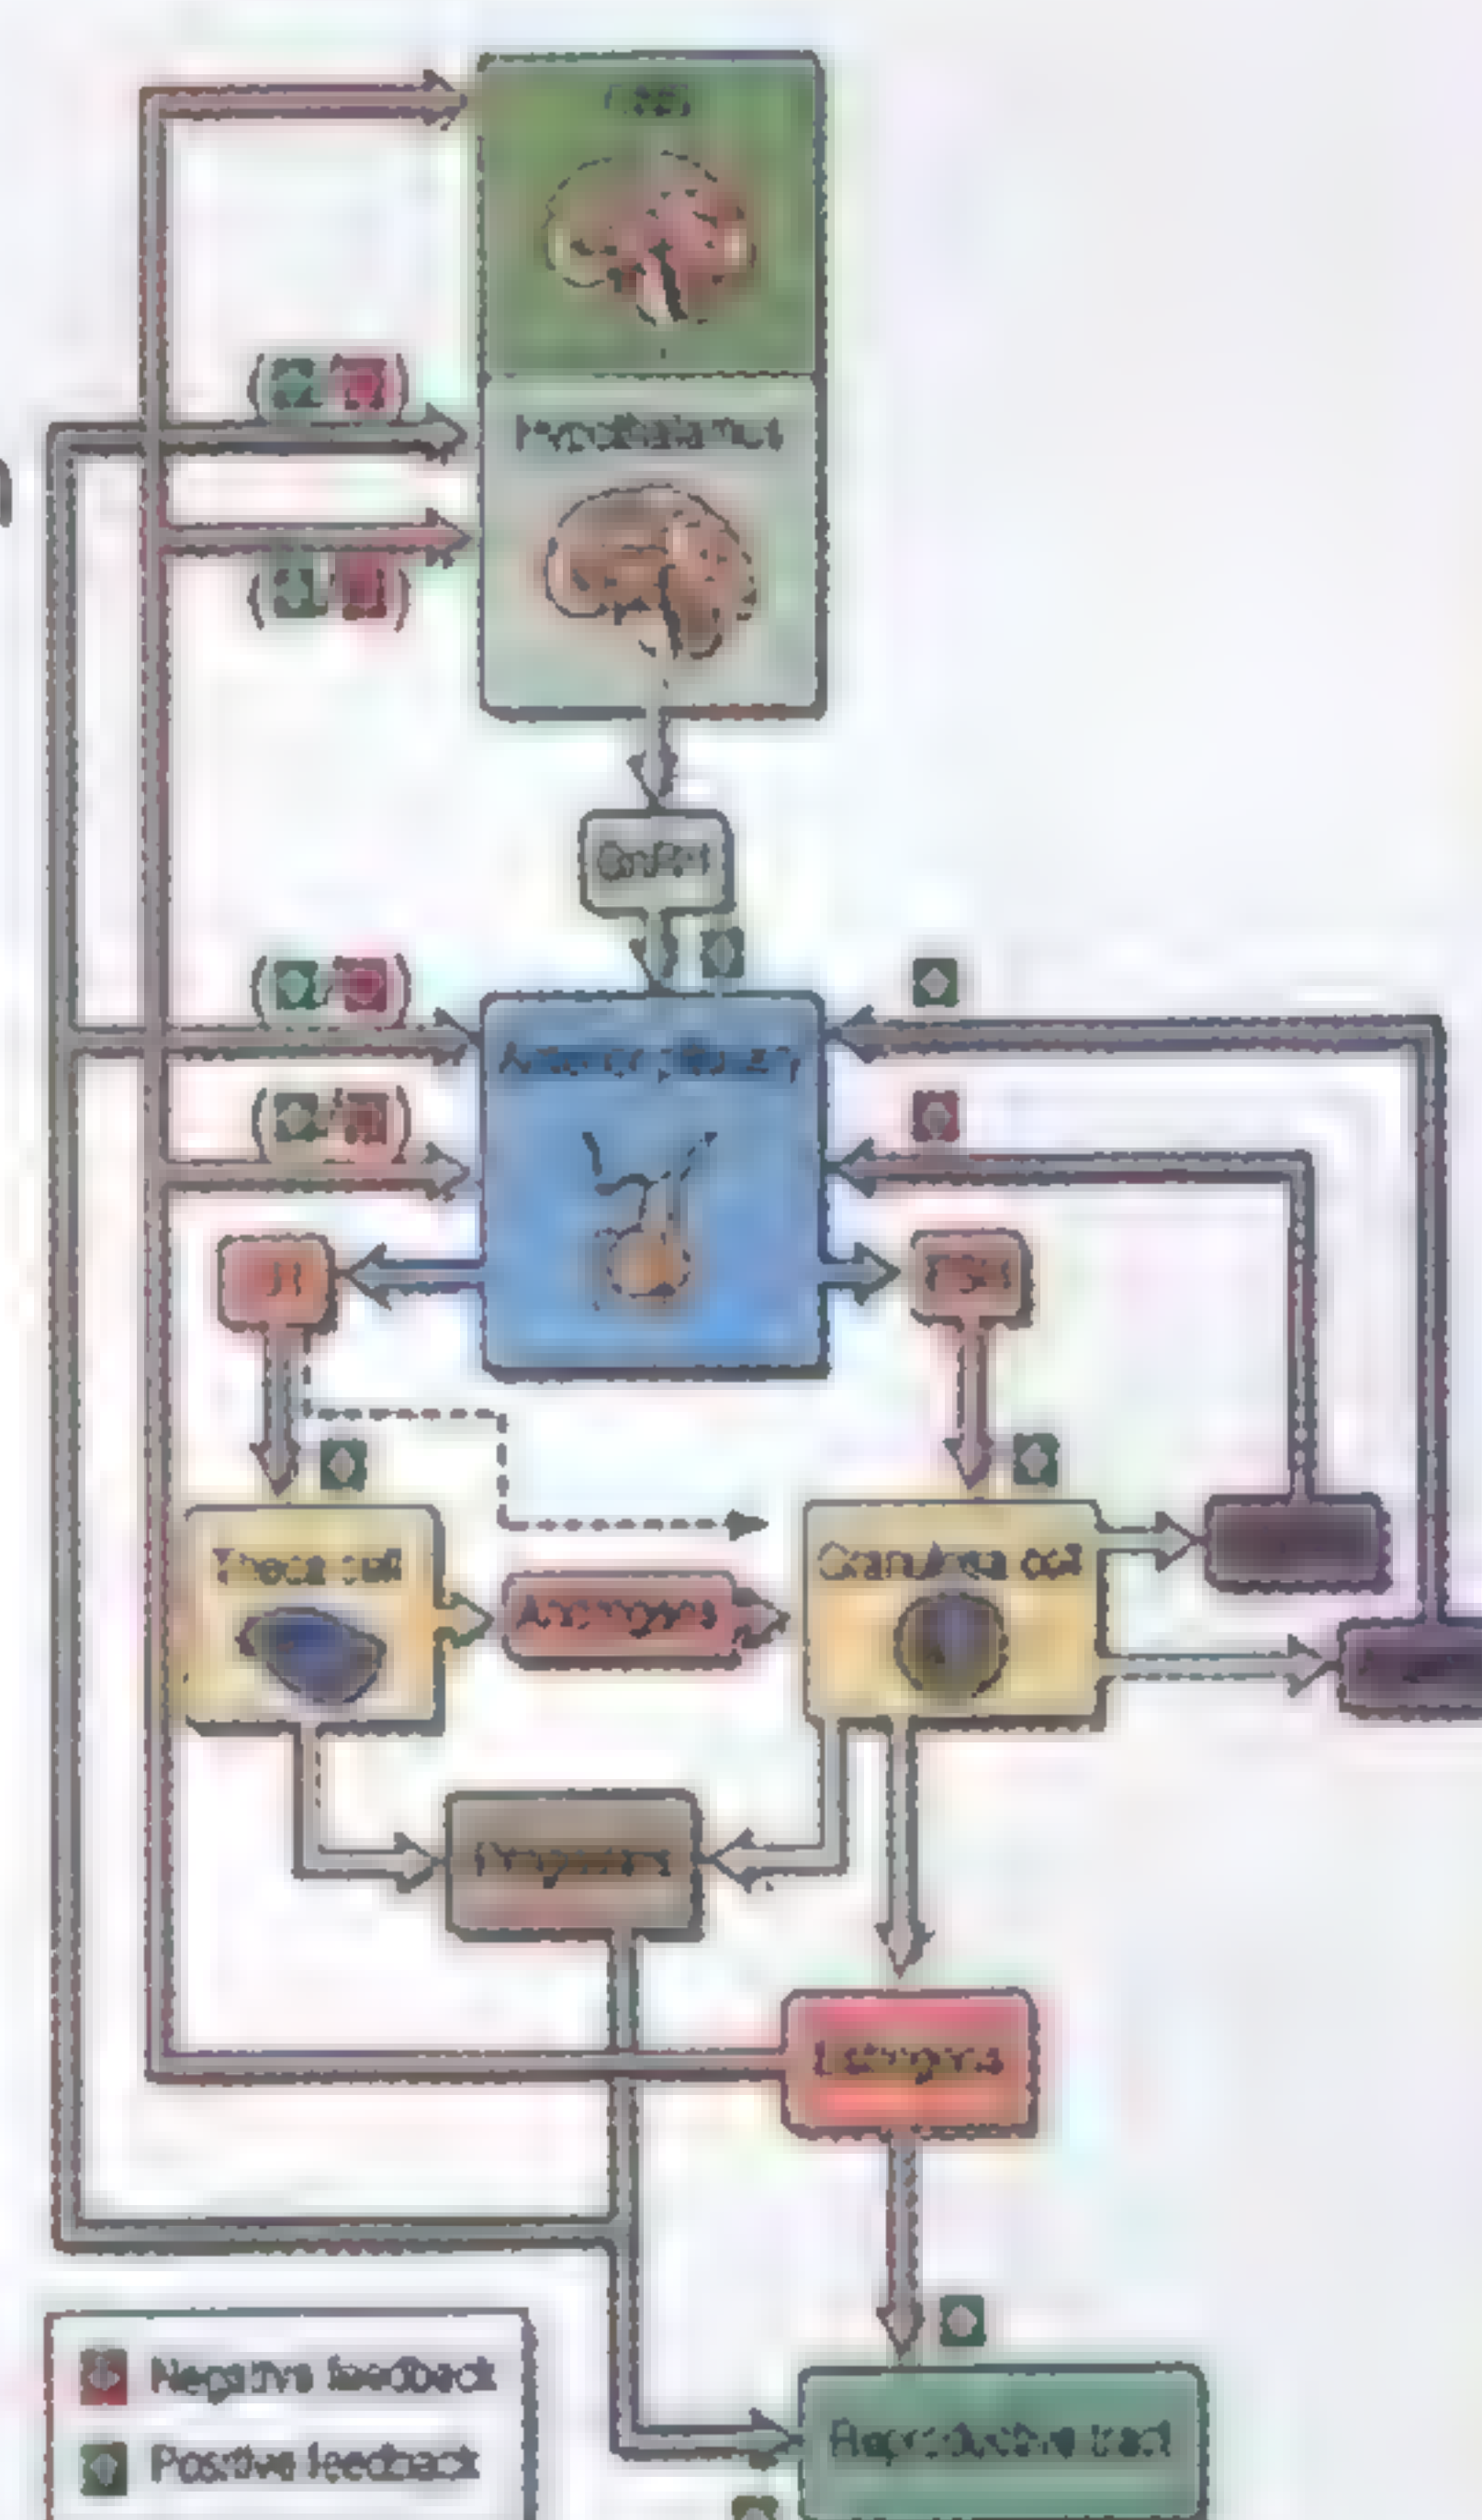 Hypothalamus
GnRH
Anterior pituitary
LH
FSH
Theca cell
Androgens
Granulosa cell
Progestins
Estrogens
Negative feedback
Positive feedback
Reproductive tract